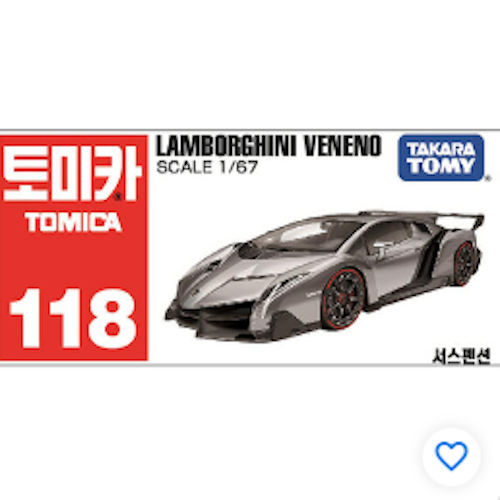 토미카
TOMICA
118
LAMBORGHINI VENENO
SCALE 1/67
TAKARA
TOMY
서스펜션